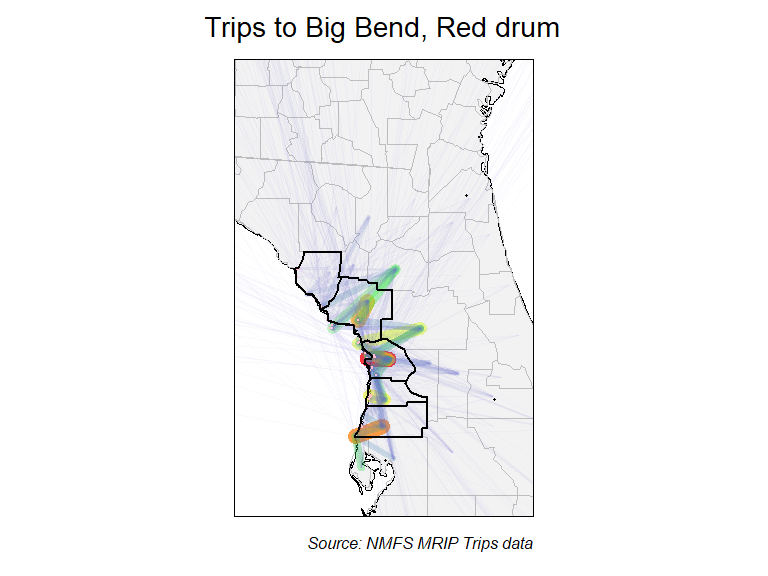 Trips to Big Bend, Red drum
Source: NMFS MRIP Trips data